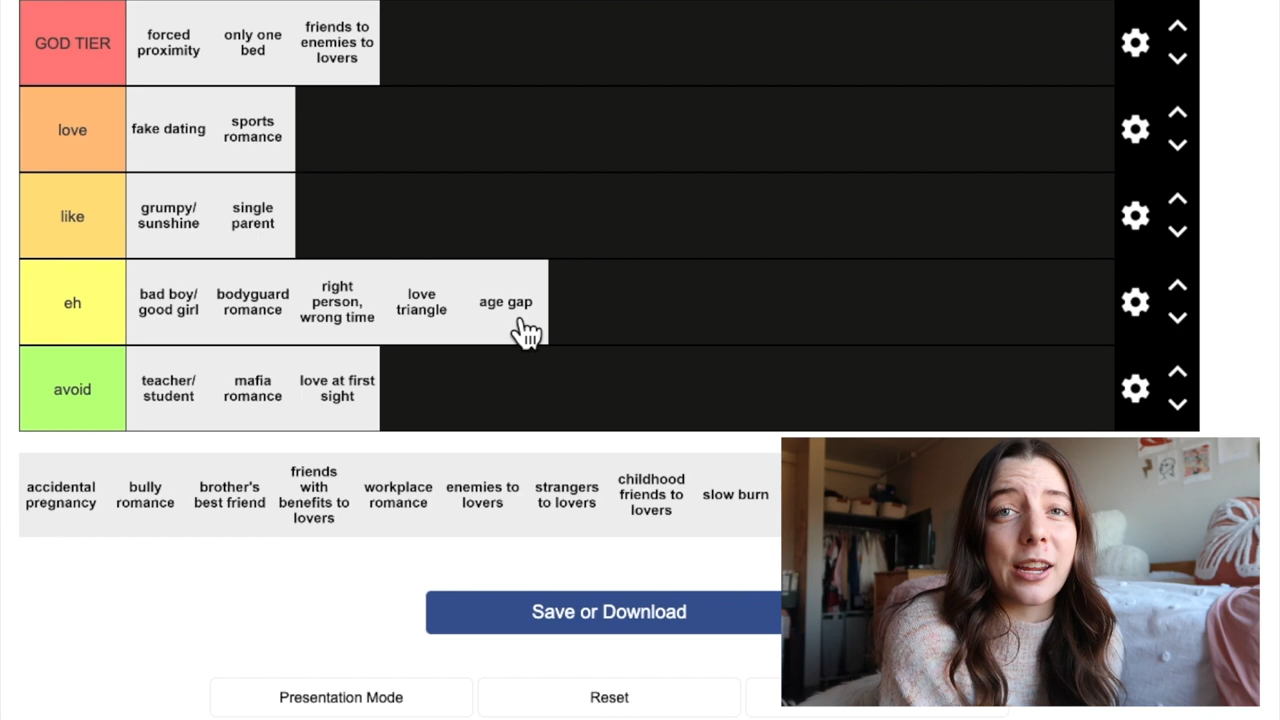 GOD TIER
forced
proximity
only one
bed
friends to
enemies to
lovers
love
fake dating
sports
romance
like
grumpy/
sunshine
single
parent
eh
bad boy/
good girl
bodyguard
romance
right
person,
wrong time
love
triangle
age gap
avoid
teacher/
student
mafia
romance
love at first
sight
accidental
pregnancy
bully
romance
brother's
best friend
friends
with
benefits to
lovers
workplace
romance
enemies to
lovers
strangers
to lovers
childhood
friends to
lovers
slow burn
Save or Download
Presentation Mode
Reset